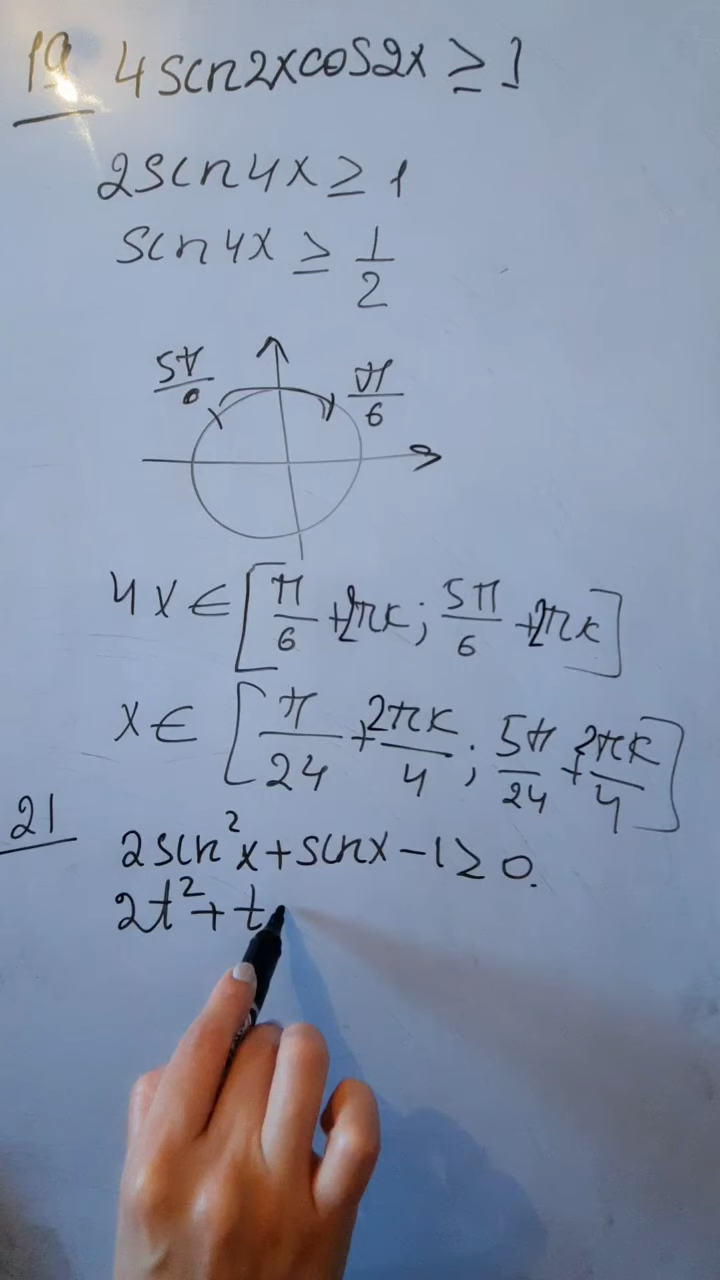 19 4sin2xcos2x ≥ 1
2sin4x ≥ 1
sin4x ≥ 1/2
5π/6 π/6
4x ∈ [π/6 + 2πk; 5π/6 + 2πk]
x ∈ [π/24 + 2πk/4; 5π/24 + 2πk/4]
21 2sin²x + sinx - 1 ≥ 0.
2t² + t